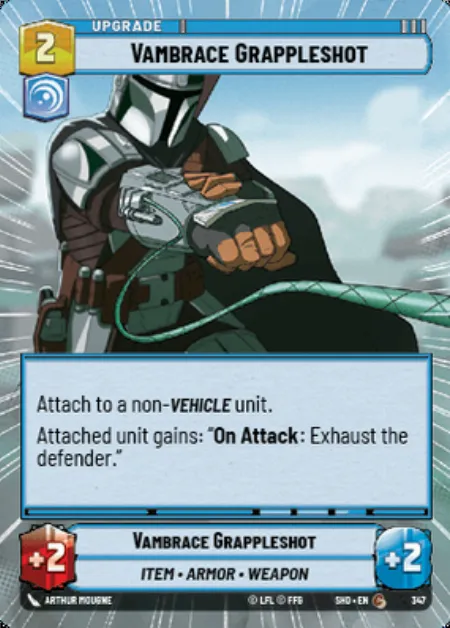 UPGRADE
2
VAMBRACE GRAPPLESHOT
Attach to a non-VEHICLE unit.
Attached unit gains: “On Attack: Exhaust the
defender.”
+2
VAMBRACE GRAPPLESHOT
+2
ITEM • ARMOR • WEAPON
ARTHUR MOUGNE
© LFL © FFG
SHD • EN
347